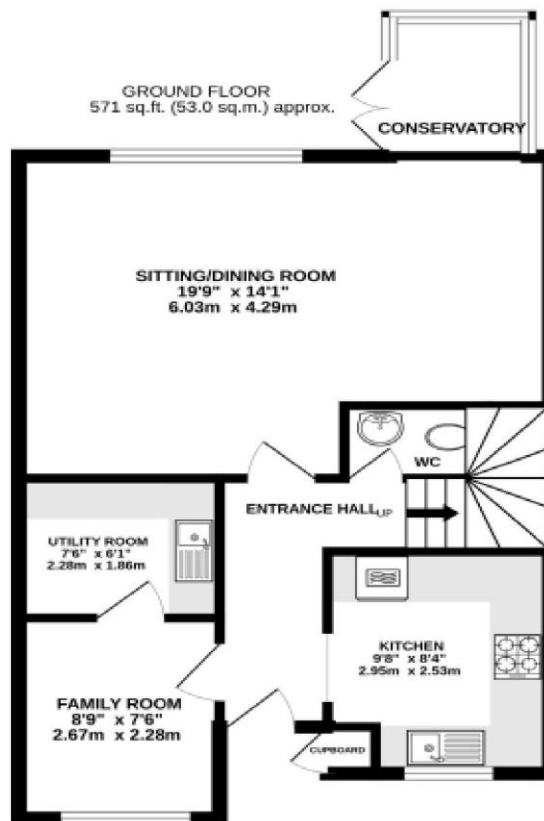 GROUND FLOOR
571 sq.ft. (53.0 sq.m.) approx.
CONSERVATORY
SITTING/DINING ROOM
19'9" x 14'1"
6.03m x 4.29m
WC
ENTRANCE HALL
UP
UTILITY ROOM
7'6" x 6'1"
2.28m x 1.86m
KITCHEN
9'8" x 8'4"
2.95m x 2.53m
FAMILY ROOM
8'9" x 7'6"
2.67m x 2.28m
CUPBOARD